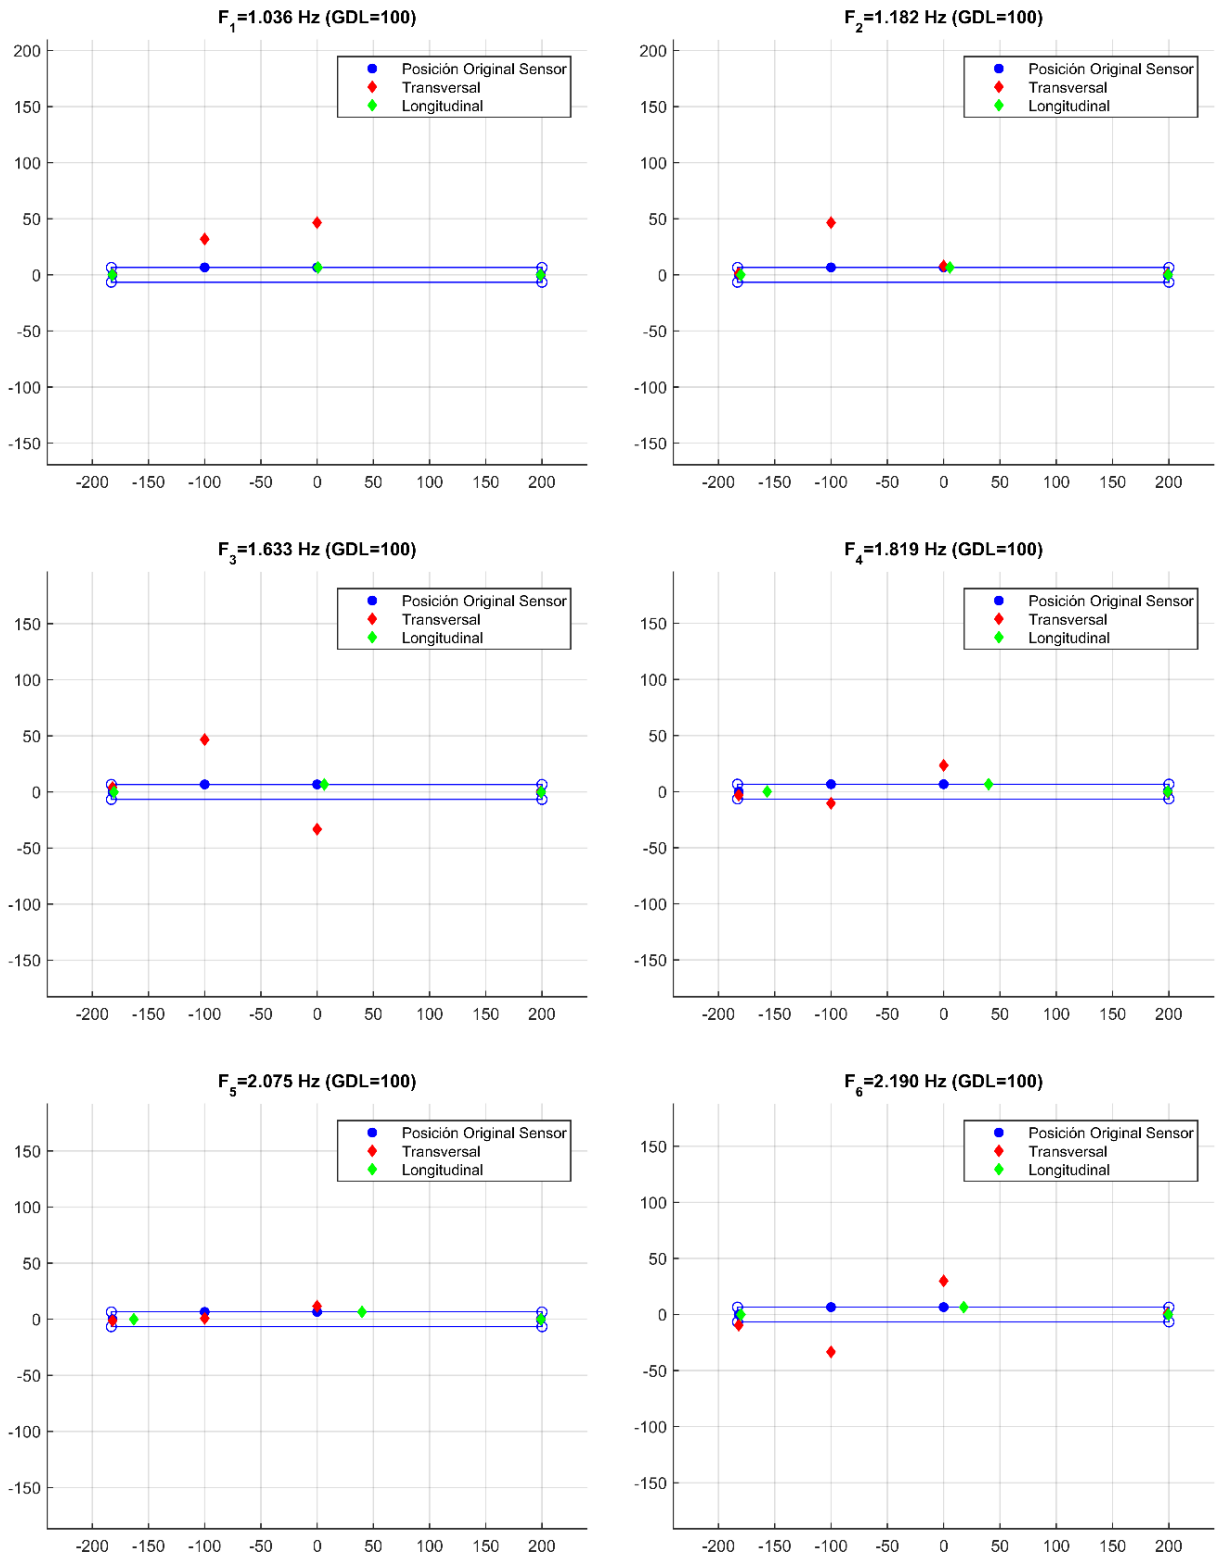 F1=1.036 Hz (GDL=100)
Posición Original Sensor
Transversal
Longitudinal
200
150
100
50
0
-50
-100
-150
-200 -150 -100 -50 0 50 100 150 200
F2=1.182 Hz (GDL=100)
Posición Original Sensor
Transversal
Longitudinal
200
150
100
50
0
-50
-100
-150
-200 -150 -100 -50 0 50 100 150 200
F3=1.633 Hz (GDL=100)
Posición Original Sensor
Transversal
Longitudinal
150
100
50
0
-50
-100
-150
-200 -150 -100 -50 0 50 100 150 200
F4=1.819 Hz (GDL=100)
Posición Original Sensor
Transversal
Longitudinal
150
100
50
0
-50
-100
-150
-200 -150 -100 -50 0 50 100 150 200
F5=2.075 Hz (GDL=100)
Posición Original Sensor
Transversal
Longitudinal
150
100
50
0
-50
-100
-150
-200 -150 -100 -50 0 50 100 150 200
F6=2.190 Hz (GDL=100)
Posición Original Sensor
Transversal
Longitudinal
150
100
50
0
-50
-100
-150
-200 -150 -100 -50 0 50 100 150 200